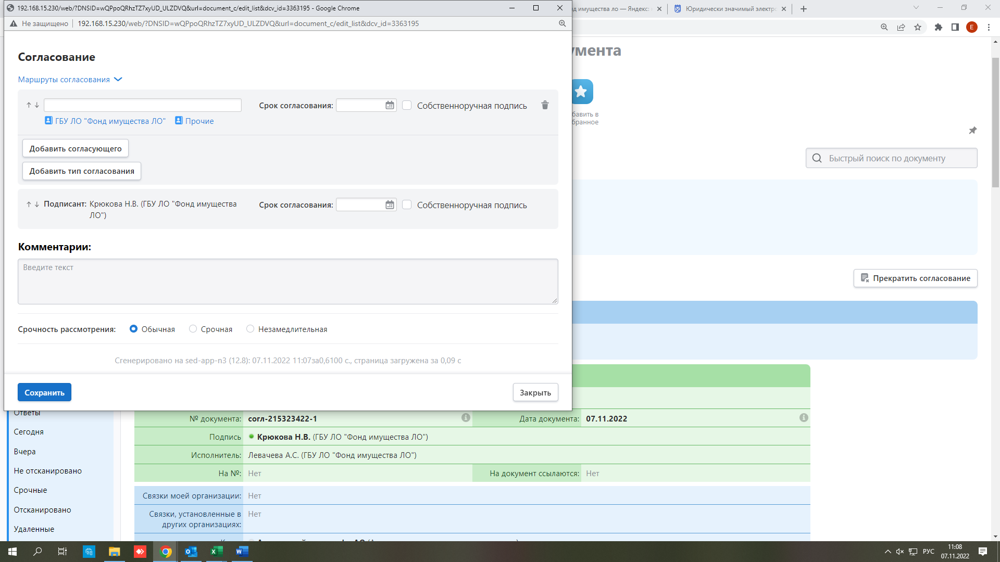 192.168.15.230/web/?DNSID=wQPpoQRhzTZ7xyUD_ULZDVQ&url=document_c/edit_list&dcv_id=3363195 - Google Chrome
Не защищено
192.168.15.230/web/?DNSID=wQPpoQRhzTZ7xyUD_ULZDVQ&url=document_c/edit_list&dcv_id=3363195
имущества ло — Яндекс:
Юридически значимый электро
E
Согласование
Маршруты согласования
Срок согласования:
Собственноручная подпись
ГБУ ЛО "Фонд имущества ЛО"
Прочие
Добавить согласующего
Добавить тип согласования
Подписант: Крюкова Н.В. (ГБУ ЛО "Фонд имущества
ЛО")
Срок согласования:
Собственноручная подпись
Комментарии:
Введите текст
Срочность рассмотрения:
Обычная
Срочная
Незамедлительная
Сгенерировано на sed-app-n3 (12.8): 07.11.2022 11:07за0,6100 с., страница загружена за 0,09 с
Сохранить
Закрыть
умента
бавить в
бранное
Быстрый поиск по документу
Прекратить согласование
Ответы
Сегодня
Вчера
Не отсканировано
Срочные
Отсканировано
Удаленные
№ документа: согл-215323422-1
Дата документа: 07.11.2022
Подпись Крюкова Н.В. (ГБУ ЛО "Фонд имущества ЛО")
Исполнитель: Левачева А.С. (ГБУ ЛО "Фонд имущества ЛО")
На №: Нет
На документ ссылаются: Нет
Связки моей организации: Нет
Связки, установленные в
других организациях:
Нет
РУС
11:08
07.11.2022